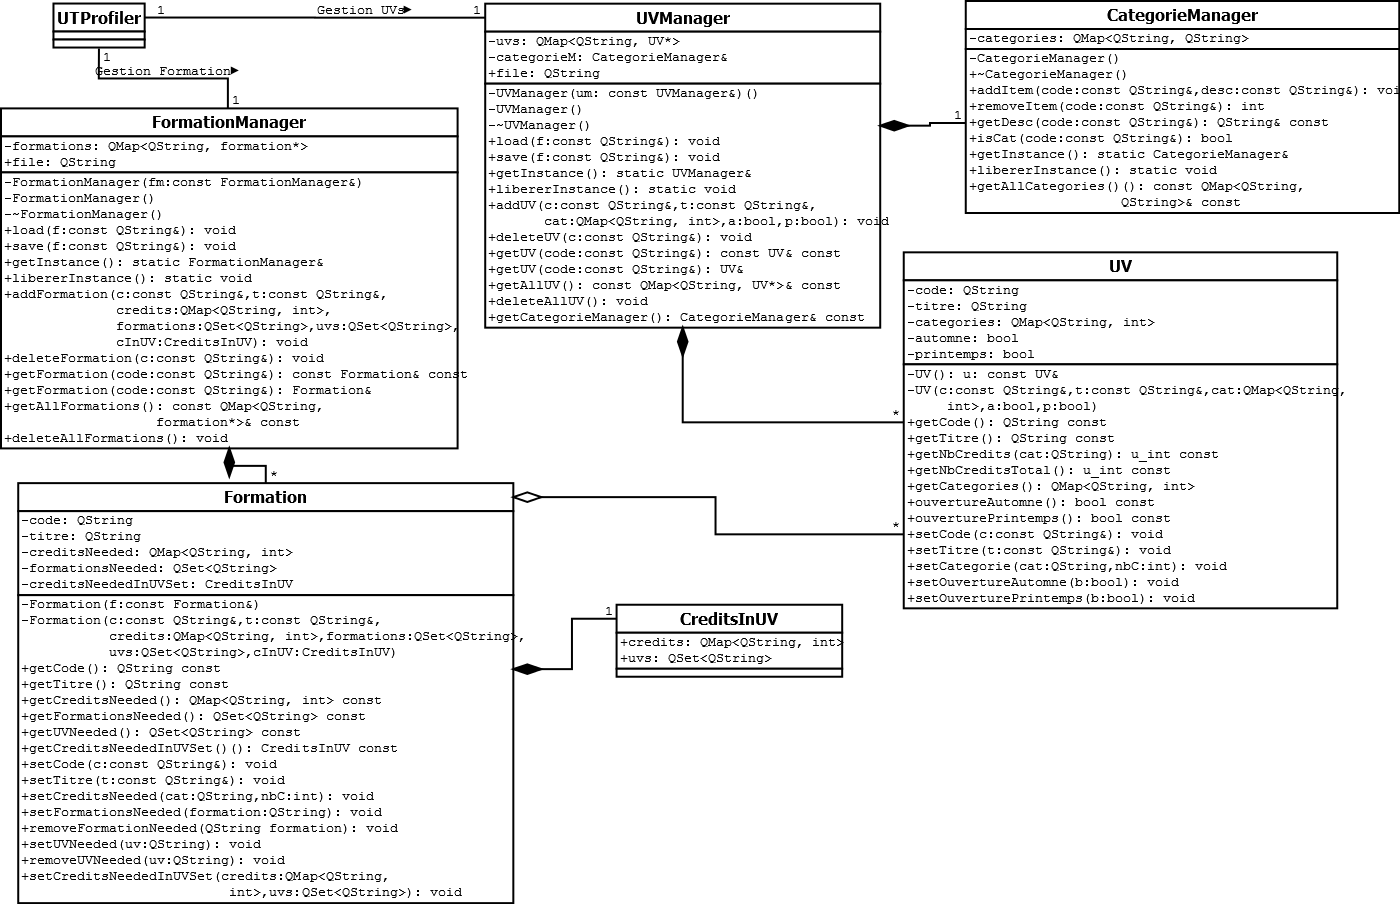 UTProfiler
1
Gestion UVs
1
1
Gestion Formation
1
FormationManager
-formations: QMap<QString, formation*>
+file: QString
-FormationManager(fm:const FormationManager&)
-FormationManager()
-~FormationManager()
+load(f:const QString&): void
+save(f:const QString&): void
+getInstance(): static FormationManager&
+libererInstance(): static void
+addFormation(c:const QString&,t:const QString&,
credits:QMap<QString, int>,
formations:QSet<QString>,uvs:QSet<QString>,
cInUV:CreditsInUV): void
+deleteFormation(c:const QString&): void
+getFormation(code:const QString&): const Formation& const
+getFormation(code:const QString&): Formation&
+getAllFormations(): const QMap<QString,
formation*>& const
+deleteAllFormations(): void
*
UVManager
-uvs: QMap<QString, UV*>
-categorieM: CategorieManager&
+file: QString
-UVManager(um: const UVManager&)()
-UVManager()
-~UVManager()
+load(f:const QString&): void
+save(f:const QString&): void
+getInstance(): static UVManager&
+libererInstance(): static void
+addUV(c:const QString&,t:const QString&,
cat:QMap<QString, int>,a:bool,p:bool): void
+deleteUV(c:const QString&): void
+getUV(code:const QString&): const UV& const
+getUV(code:const QString&): UV&
+getAllUV(): const QMap<QString, UV*>& const
+deleteAllUV(): void
+getCategorieManager(): CategorieManager& const
1
*
CategorieManager
-categories: QMap<QString, QString>
-CategorieManager()
+~CategorieManager()
+addItem(code:const QString&,desc:const QString&): voi
+removeItem(code:const QString&): int
+getDesc(code:const QString&): QString& const
+isCat(code:const QString&): bool
+getInstance(): static CategorieManager&
+libererInstance(): static void
+getAllCategories()(): const QMap<QString,
QString>& const
UV
-code: QString
-titre: QString
-categories: QMap<QString, int>
-automne: bool
-printemps: bool
-UV(): u: const UV&
-UV(c:const QString&,t:const QString&,cat:QMap<QString,
int>,a:bool,p:bool)
+getCode(): QString const
+getTitre(): QString const
+getNbCredits(cat:QString): u_int const
+getNbCreditsTotal(): u_int const
+getCategories(): QMap<QString, int>
+ouvertureAutomne(): bool const
+ouverturePrintemps(): bool const
+setCode(c:const QString&): void
+setTitre(t:const QString&): void
+setCategorie(cat:QString,nbC:int): void
+setOuvertureAutomne(b:bool): void
+setOuverturePrintemps(b:bool): void
*
Formation
-code: QString
-titre: QString
-creditsNeeded: QMap<QString, int>
-formationsNeeded: QSet<QString>
-creditsNeededInUVSet: CreditsInUV
-Formation(f:const Formation&)
-Formation(c:const QString&,t:const QString&,
credits:QMap<QString, int>,formations:QSet<QString>,
uvs:QSet<QString>,cInUV:CreditsInUV)
+getCode(): QString const
+getTitre(): QString const
+getCreditsNeeded(): QMap<QString, int> const
+getFormationsNeeded(): QSet<QString> const
+getUVNeeded(): QSet<QString> const
+getCreditsNeededInUVSet()(): CreditsInUV const
+setCode(c:const QString&): void
+setTitre(t:const QString&): void
+setCreditsNeeded(cat:QString,nbC:int): void
+setFormationsNeeded(formation:QString): void
+removeFormationNeeded(QString formation): void
+setUVNeeded(uv:QString): void
+removeUVNeeded(uv:QString): void
+setCreditsNeededInUVSet(credits:QMap<QString,
int>,uvs:QSet<QString>): void
1
CreditsInUV
+credits: QMap<QString, int>
+uvs: QSet<QString>